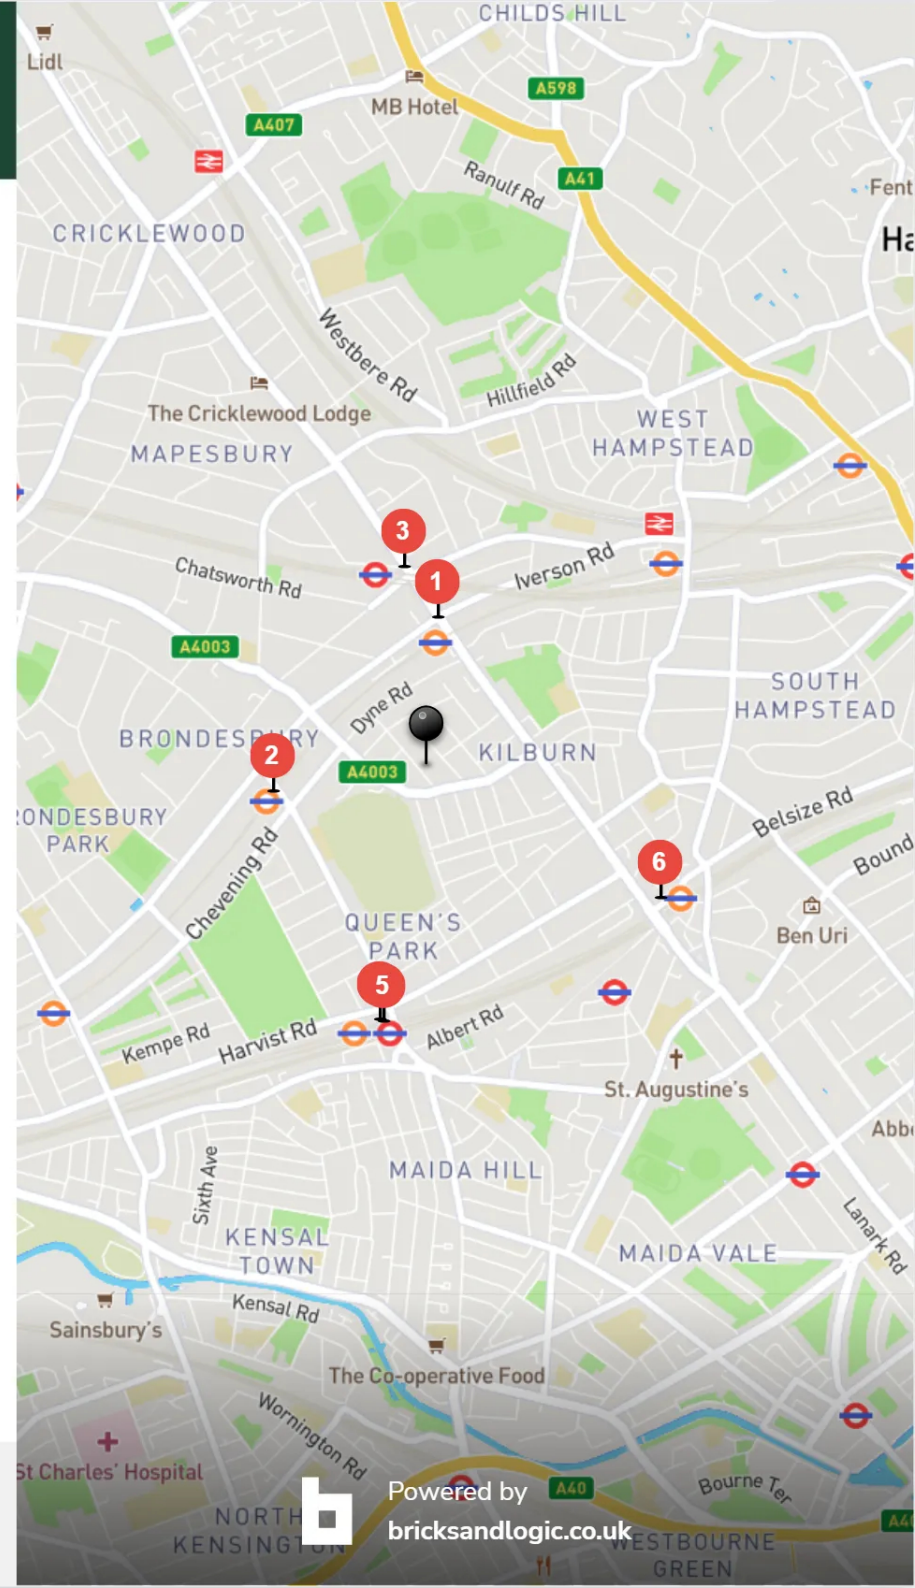 CHILDS HILL
Lidl
A598
MB Hotel
A407
Ranulf Rd
A41
Fent
CRICKLEWOOD
Ha
Westbere Rd
Hillfield Rd
The Cricklewood Lodge
WEST
HAMPSTEAD
MAPESBURY
3
1
Iverson Rd
Chatsworth Rd
A4003
SOUTH
HAMPSTEAD
Dyne Rd
BRONDESBURY
2
KILBURN
A4003
RONDESBURY
PARK
Belsize Rd
Chevening Rd
6
Bound
QUEEN'S
PARK
Ben Uri
5
Albert Rd
Kempe Rd
Harvist Rd
St. Augustine's
Abbe
MAIDA HILL
Sixth Ave
Lanark Rd
KENSAL
TOWN
MAIDA VALE
Kensal Rd
Sainsbury's
The Co-operative Food
Wornington Rd
St Charles' Hospital
Powered by
bricksandlogic.co.uk
A40
Bourne Ter
A40
NORTH
KENSINGTON
WESTBOURNE
GREEN